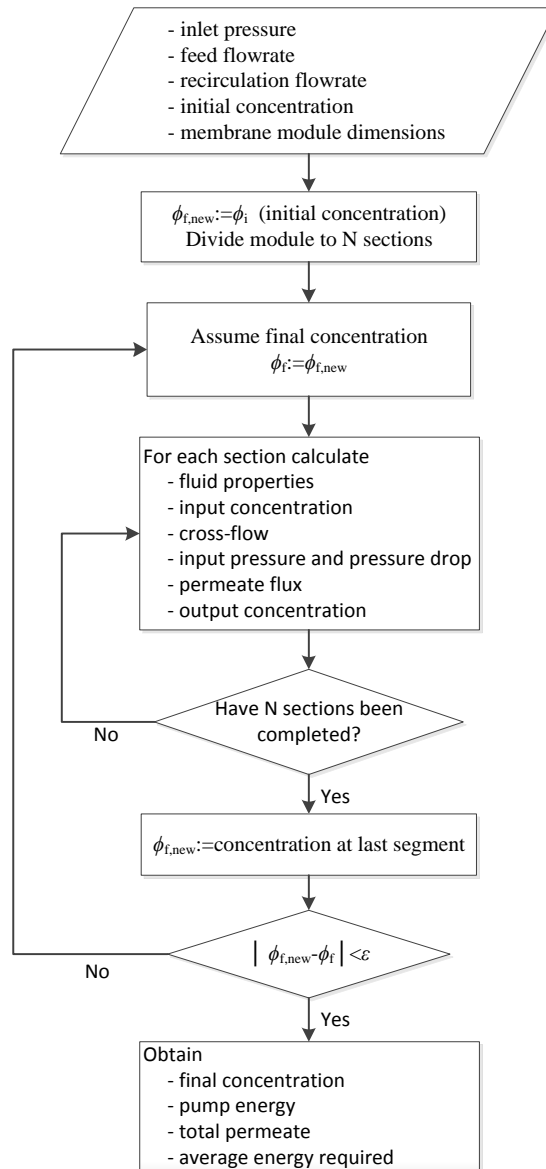 - inlet pressure
- feed flowrate
- recirculation flowrate
- initial concentration
- membrane module dimensions
ϕf,new:=ϕi (initial concentration)
Divide module to N sections
Assume final concentration
ϕf:=ϕf,new
For each section calculate
- fluid properties
- input concentration
- cross-flow
- input pressure and pressure drop
- permeate flux
- output concentration
Have N sections been
completed?
No
Yes
ϕf,new:=concentration at last segment
| ϕf,new-ϕf | <ε
No
Yes
Obtain
- final concentration
- pump energy
- total permeate
- average energy required